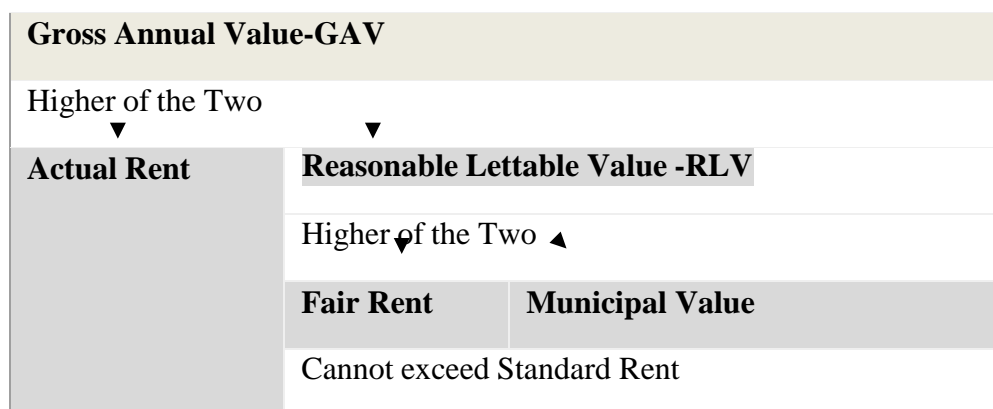 Gross Annual Value-GAV
Higher of the Two
Actual Rent
Reasonable Lettable Value -RLV
Higher of the Two
Fair Rent
Municipal Value
Cannot exceed Standard Rent